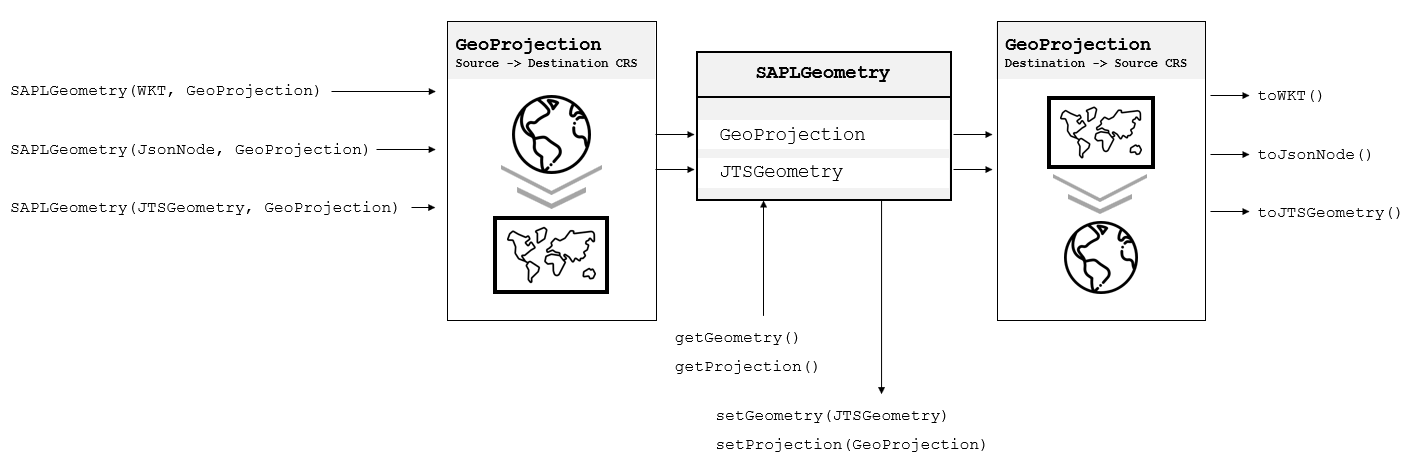 SAPLGeometry(WKT, GeoProjection)
SAPLGeometry(JsonNode, GeoProjection)
SAPLGeometry(JTSGeometry, GeoProjection)
GeoProjection
Source -> Destination CRS
SAPLGeometry
GeoProjection
JTSGeometry
getGeometry()
getProjection()
setGeometry(JTSGeometry)
setProjection(GeoProjection)
GeoProjection
Destination -> Source CRS
toWKT()
toJsonNode()
toJTSGeometry()